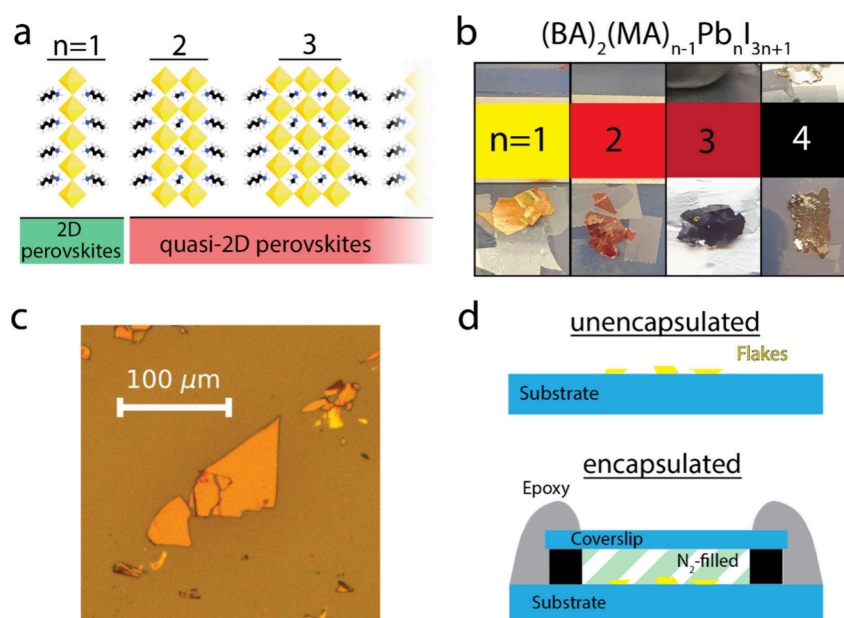 a
n=1
2
3
2D
perovskites
quasi-2D perovskites
b
(BA)₂(MA)ₙ₋₁PbₙI₃ₙ₊₁
n=1
2
3
4
c
100 μm
d
unencapsulated
Flakes
Substrate
encapsulated
Epoxy
Coverslip
N₂-filled
Substrate